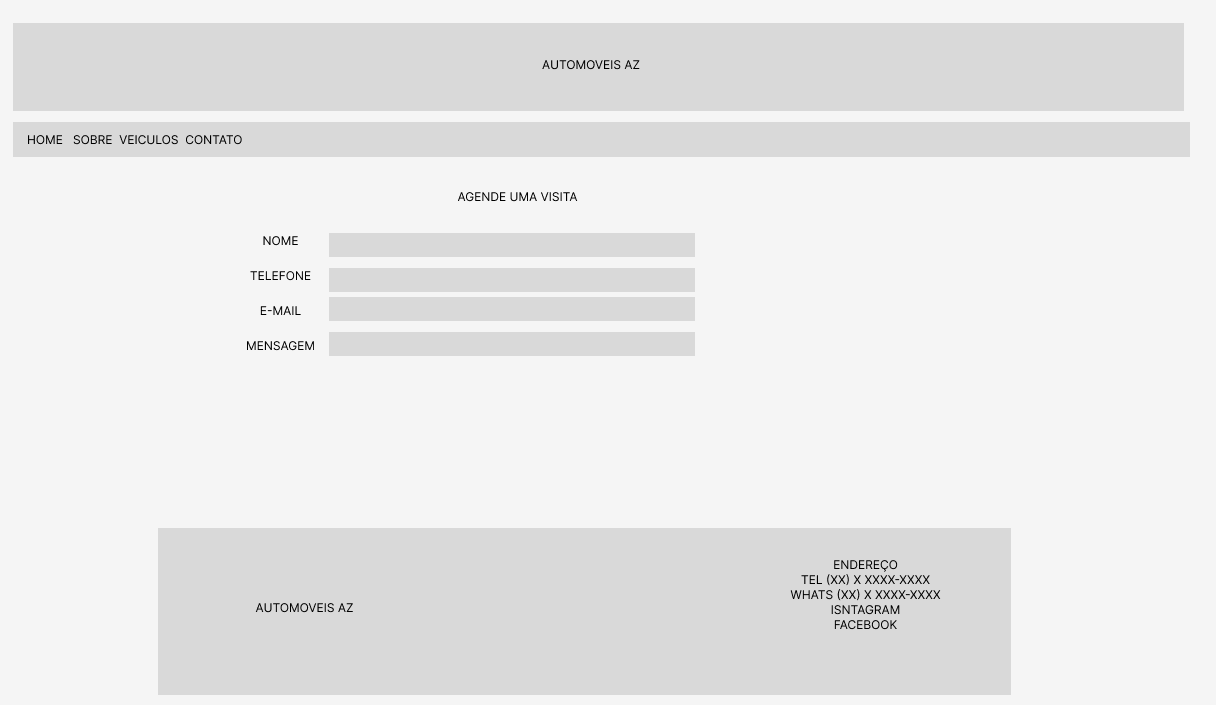 AUTOMOVEIS AZ
HOME SOBRE VEICULOS CONTATO
AGENDE UMA VISITA
NOME
TELEFONE
E-MAIL
MENSAGEM
AUTOMOVEIS AZ
ENDEREÇO
TEL (XX) X XXXX-XXXX
WHATS (XX) X XXXX-XXXX
ISNTAGRAM
FACEBOOK